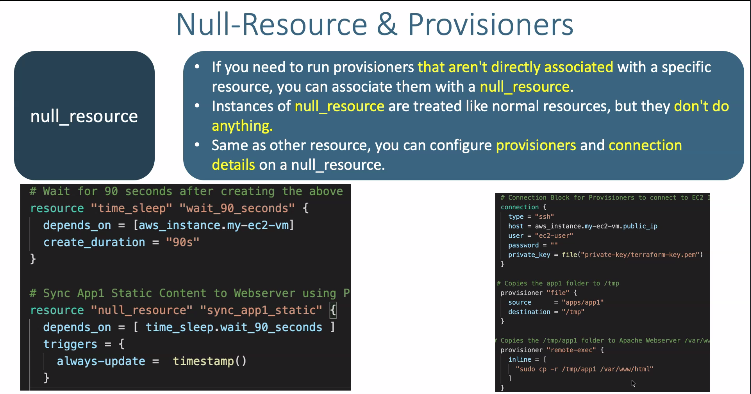 Null-Resource & Provisioners
null_resource
• If you need to run provisioners that aren't directly associated with a specific
resource, you can associate them with a null_resource.
• Instances of null_resource are treated like normal resources, but they don't do
anything.
• Same as other resource, you can configure provisioners and connection
details on a null_resource.
# Wait for 90 seconds after creating the above
resource "time_sleep" "wait_90_seconds" {
depends_on = [aws_instance.my-ec2-vm]
create_duration = "90s"
}
# Sync App1 Static Content to Webserver using P
resource "null_resource" "sync_app1_static" {
depends_on = [ time_sleep.wait_90_seconds ]
triggers = {
always-update = timestamp()
}
# Connection Block for Provisioners to connect to EC2 I
connection {
type = "ssh"
host = aws_instance.my-ec2-vm.public_ip
user = "ec2-user"
password = ""
private_key = file("private-key/terraform-key.pem")
}
# Copies the app1 folder to /tmp
provisioner "file" {
source = "apps/app1"
destination = "/tmp"
}
# Copies the /tmp/app1 folder to Apache Webserver /var/ww
provisioner "remote-exec" {
inline = [
"sudo cp -r /tmp/app1 /var/www/html"
]
}